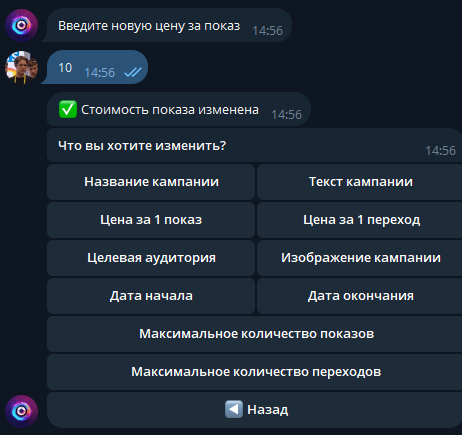 Введите новую цену за показ 14:56
10 14:56
✅ Стоимость показа изменена 14:56
Что вы хотите изменить? 14:56
Название кампании Текст кампании
Цена за 1 показ Цена за 1 переход
Целевая аудитория Изображение кампании
Дата начала Дата окончания
Максимальное количество показов
Максимальное количество переходов
◀️ Назад